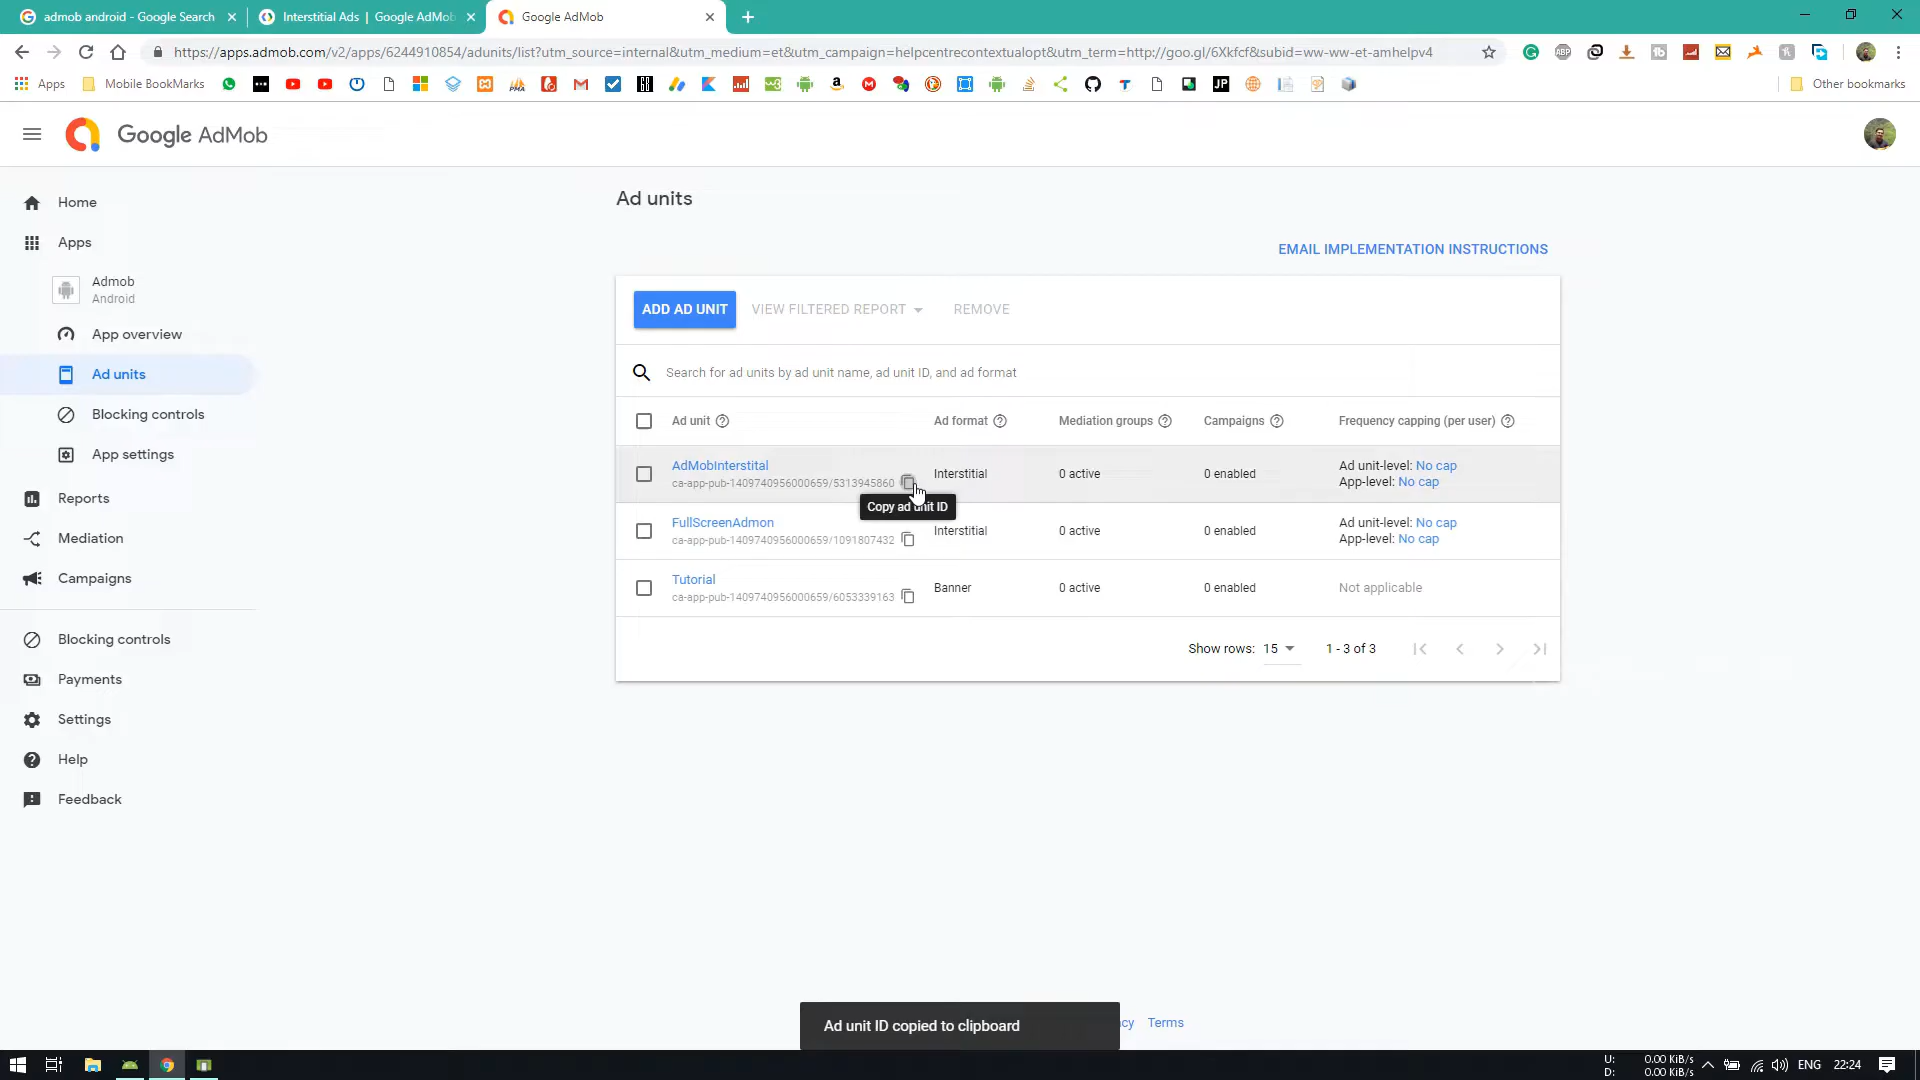 admob android - Google Search
Interstitial Ads | Google AdMob
Google AdMob
https://apps.admob.com/v2/apps/6244910854/adunits/list?utm_source=internal&utm_medium=et&utm_campaign=helpcentrecontextualopt&utm_term=http://goo.gl/6Xkfcf&subid=ww-ww-et-amhelpv4
Apps
Mobile BookMarks
Other bookmarks
Google AdMob
Home
Apps
Admob
Android
App overview
Ad units
Blocking controls
App settings
Reports
Mediation
Campaigns
Blocking controls
Payments
Settings
Help
Feedback
Ad units
EMAIL IMPLEMENTATION INSTRUCTIONS
ADD AD UNIT VIEW FILTERED REPORT REMOVE
Search for ad units by ad unit name, ad unit ID, and ad format
Ad unit Ad format Mediation groups Campaigns Frequency capping (per user)
AdMobInterstital
ca-app-pub-1409740956000659/5313945860
Interstitial 0 active 0 enabled
Ad unit-level: No cap
App-level: No cap
Copy ad unit ID
FullScreenAdmon
ca-app-pub-1409740956000659/1091807432
Interstitial 0 active 0 enabled
Ad unit-level: No cap
App-level: No cap
Tutorial
ca-app-pub-1409740956000659/6053339163
Banner 0 active 0 enabled Not applicable
Show rows: 15 1 - 3 of 3
Ad unit ID copied to clipboard
Terms
U: 0.00 KiB/s
D: 0.00 KiB/s
ENG 22:24